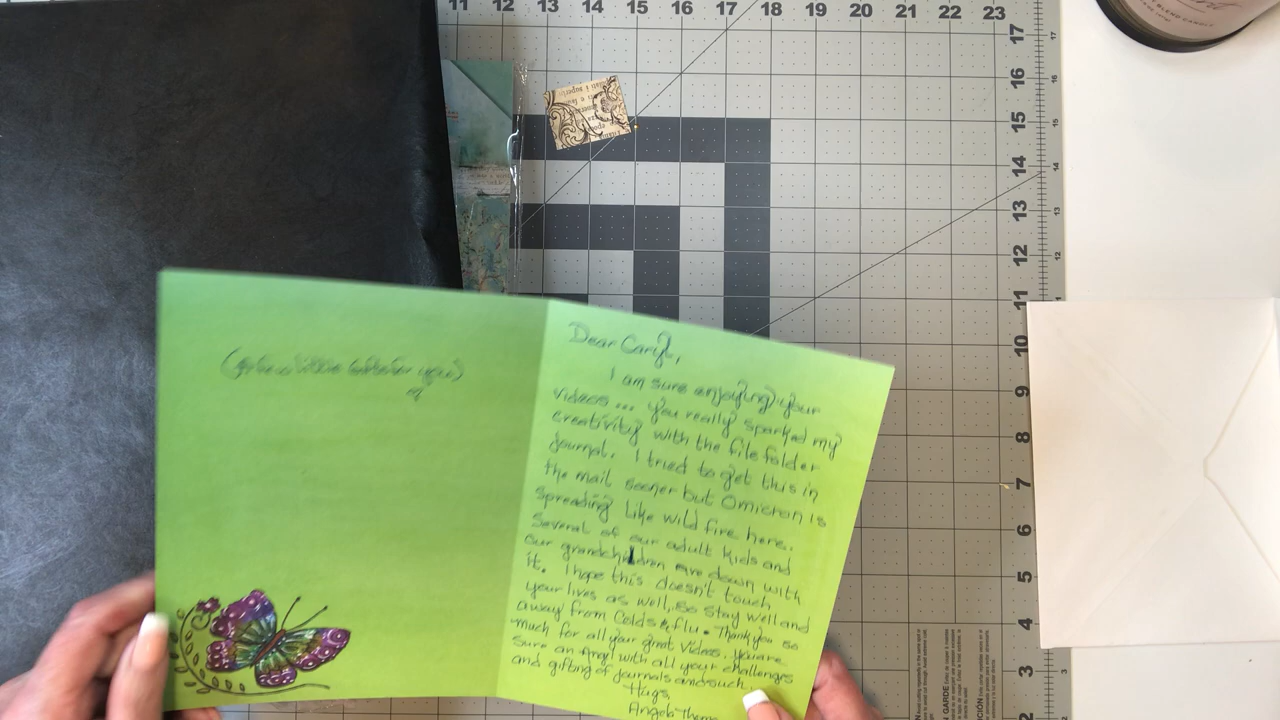 Dear Caryl,
I am sure enjoying your
videos... you really sparked my
creativity with the file folder
journal. I tried to get this in
the mail sooner but Omicron is
spreading like wild fire here.
Several of our adult kids and
our grandchildren are down with
it. I hope this doesn't touch
your lives as well, so stay well and
away from Colds & flu. Thank you so
much for all your great videos. You are
sure an Angel with all your challenges
and gifting of journals and such
Hugs,
11 12 13 14 15 16 17 18 19 20 21 22 23
17
16
15
14
13
12
11
10
9
8
7
6
5
4
3
2
BLEND CANDLE